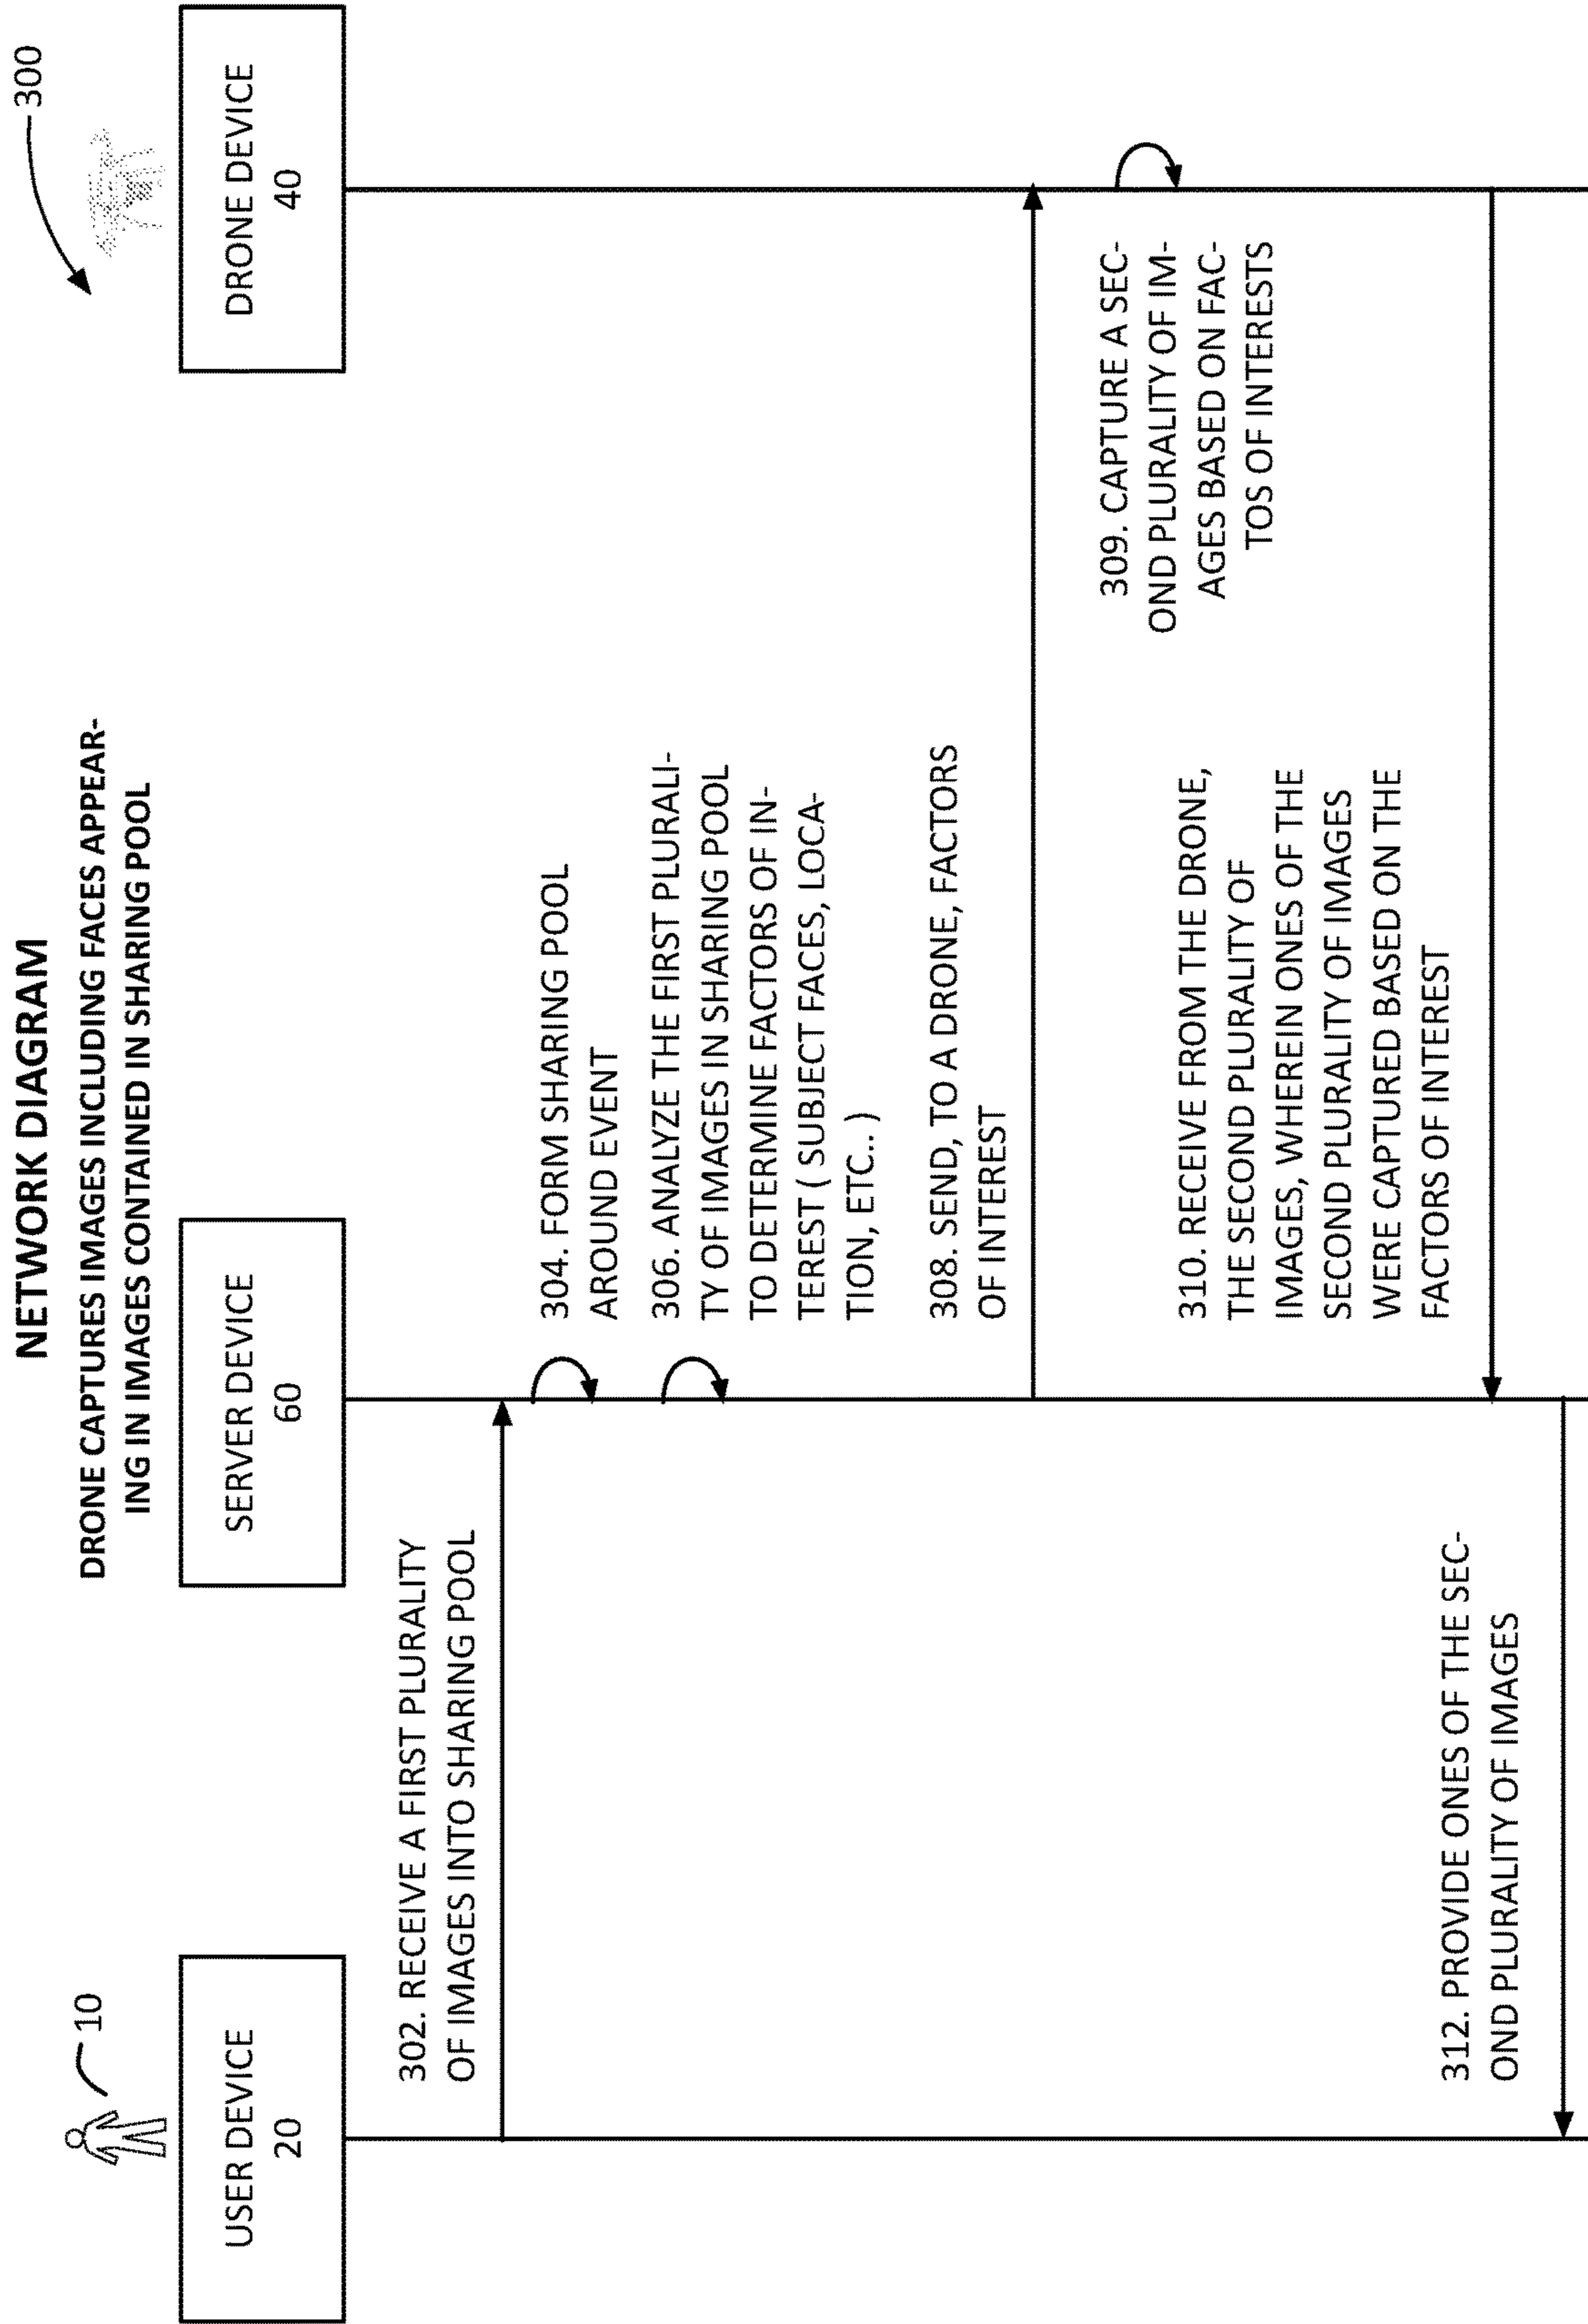 NETWORK DIAGRAM
DRONE CAPTURES IMAGES INCLUDING FACES APPEAR-
ING IN IMAGES CONTAINED IN SHARING POOL
10
300
USER DEVICE
20
SERVER DEVICE
60
DRONE DEVICE
40
302. RECEIVE A FIRST PLURALITY
OF IMAGES INTO SHARING POOL
304. FORM SHARING POOL
AROUND EVENT
306. ANALYZE THE FIRST PLURALI-
TY OF IMAGES IN SHARING POOL
TO DETERMINE FACTORS OF IN-
TEREST ( SUBJECT FACES, LOCA-
TION, ETC.. )
308. SEND, TO A DRONE, FACTORS
OF INTEREST
309. CAPTURE A SEC-
OND PLURALITY OF IM-
AGES BASED ON FAC-
TOS OF INTERESTS
310. RECEIVE FROM THE DRONE,
THE SECOND PLURALITY OF
IMAGES, WHEREIN ONES OF THE
SECOND PLURALITY OF IMAGES
WERE CAPTURED BASED ON THE
FACTORS OF INTEREST
312. PROVIDE ONES OF THE SEC-
OND PLURALITY OF IMAGES